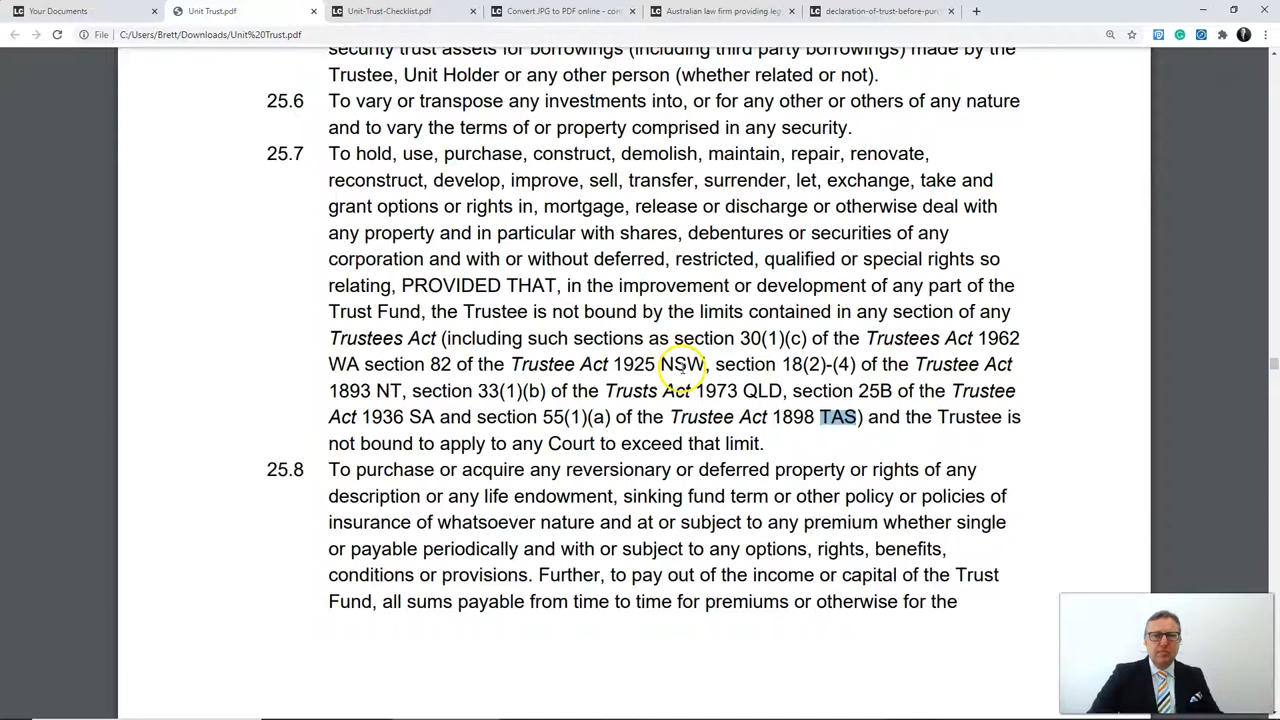 Your Documents
Unit Trust.pdf
Unit-Trust-Checklist.pdf
Convert JPG to PDF online - con
Australian law firm providing leg
declaration-of-trust-before-pur
File
C:/Users/Brett/Downloads/Unit%20Trust.pdf
security trust assets for borrowings (including third party borrowings) made by the
Trustee, Unit Holder or any other person (whether related or not).
25.6 To vary or transpose any investments into, or for any other or others of any nature
and to vary the terms of or property comprised in any security.
25.7 To hold, use, purchase, construct, demolish, maintain, repair, renovate,
reconstruct, develop, improve, sell, transfer, surrender, let, exchange, take and
grant options or rights in, mortgage, release or discharge or otherwise deal with
any property and in particular with shares, debentures or securities of any
corporation and with or without deferred, restricted, qualified or special rights so
relating, PROVIDED THAT, in the improvement or development of any part of the
Trust Fund, the Trustee is not bound by the limits contained in any section of any
Trustees Act (including such sections as section 30(1)(c) of the Trustees Act 1962
WA section 82 of the Trustee Act 1925 NSW, section 18(2)-(4) of the Trustee Act
1893 NT, section 33(1)(b) of the Trusts Act 1973 QLD, section 25B of the Trustee
Act 1936 SA and section 55(1)(a) of the Trustee Act 1898 TAS) and the Trustee is
not bound to apply to any Court to exceed that limit.
25.8 To purchase or acquire any reversionary or deferred property or rights of any
description or any life endowment, sinking fund term or other policy or policies of
insurance of whatsoever nature and at or subject to any premium whether single
or payable periodically and with or subject to any options, rights, benefits,
conditions or provisions. Further, to pay out of the income or capital of the Trust
Fund, all sums payable from time to time for premiums or otherwise for the